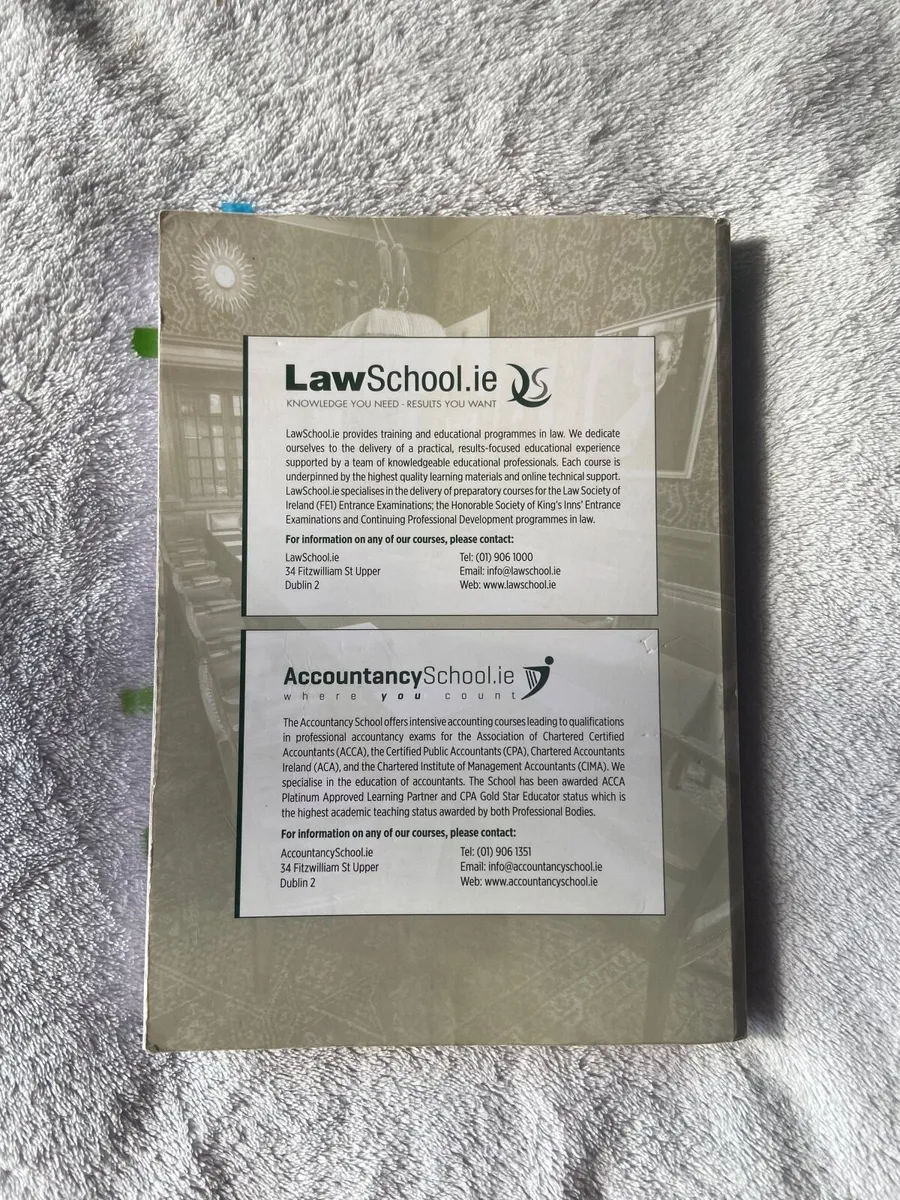 LawSchool.ie
KNOWLEDGE YOU NEED - RESULTS YOU WANT
LawSchool.ie provides training and educational programmes in law. We dedicate
ourselves to the delivery of a practical, results-focused educational experience
supported by a team of knowledgeable educational professionals. Each course is
underpinned by the highest quality learning materials and online technical support.
LawSchool.ie specialises in the delivery of preparatory courses for the Law Society of
Ireland (FE1) Entrance Examinations; the Honorable Society of King's Inns' Entrance
Examinations and Continuing Professional Development programmes in law.
For information on any of our courses, please contact:
LawSchool.ie Tel: (01) 906 1000
34 Fitzwilliam St Upper Email: info@lawschool.ie
Dublin 2 Web: www.lawschool.ie
AccountancySchool.ie
where you count
The Accountancy School offers intensive accounting courses leading to qualifications
in professional accountancy exams for the Association of Chartered Certified
Accountants (ACCA), the Certified Public Accountants (CPA), Chartered Accountants
Ireland (ACA), and the Chartered Institute of Management Accountants (CIMA). We
specialise in the education of accountants. The School has been awarded ACCA
Platinum Approved Learning Partner and CPA Gold Star Educator status which is
the highest academic teaching status awarded by both Professional Bodies.
For information on any of our courses, please contact:
AccountancySchool.ie Tel: (01) 906 1351
34 Fitzwilliam St Upper Email: info@accountancyschool.ie
Dublin 2 Web: www.accountancyschool.ie